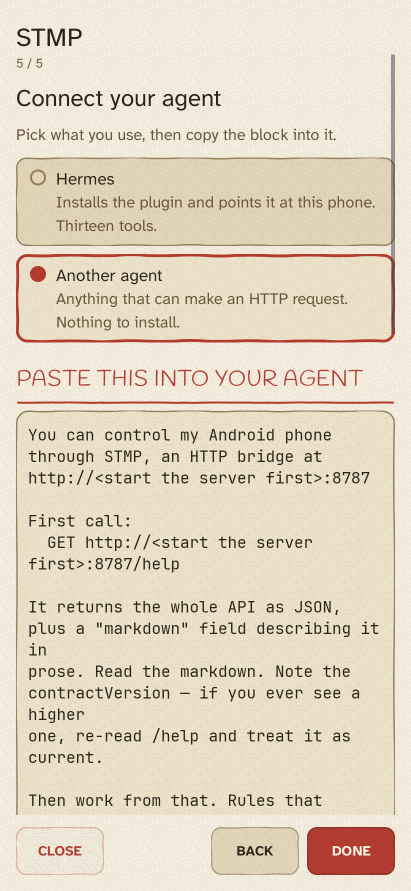 STMP
5 / 5
Connect your agent
Pick what you use, then copy the block into it.
Hermes
Installs the plugin and points it at this phone.
Thirteen tools.
Another agent
Anything that can make an HTTP request.
Nothing to install.
PASTE THIS INTO YOUR AGENT
You can control my Android phone
through STMP, an HTTP bridge at
http://<start the server first>:8787
First call:
GET http://<start the server
first>:8787/help
It returns the whole API as JSON,
plus a "markdown" field describing it
in
prose. Read the markdown. Note the
contractVersion — if you ever see a
higher
one, re-read /help and treat it as
current.
Then work from that. Rules that
CLOSE
BACK
DONE